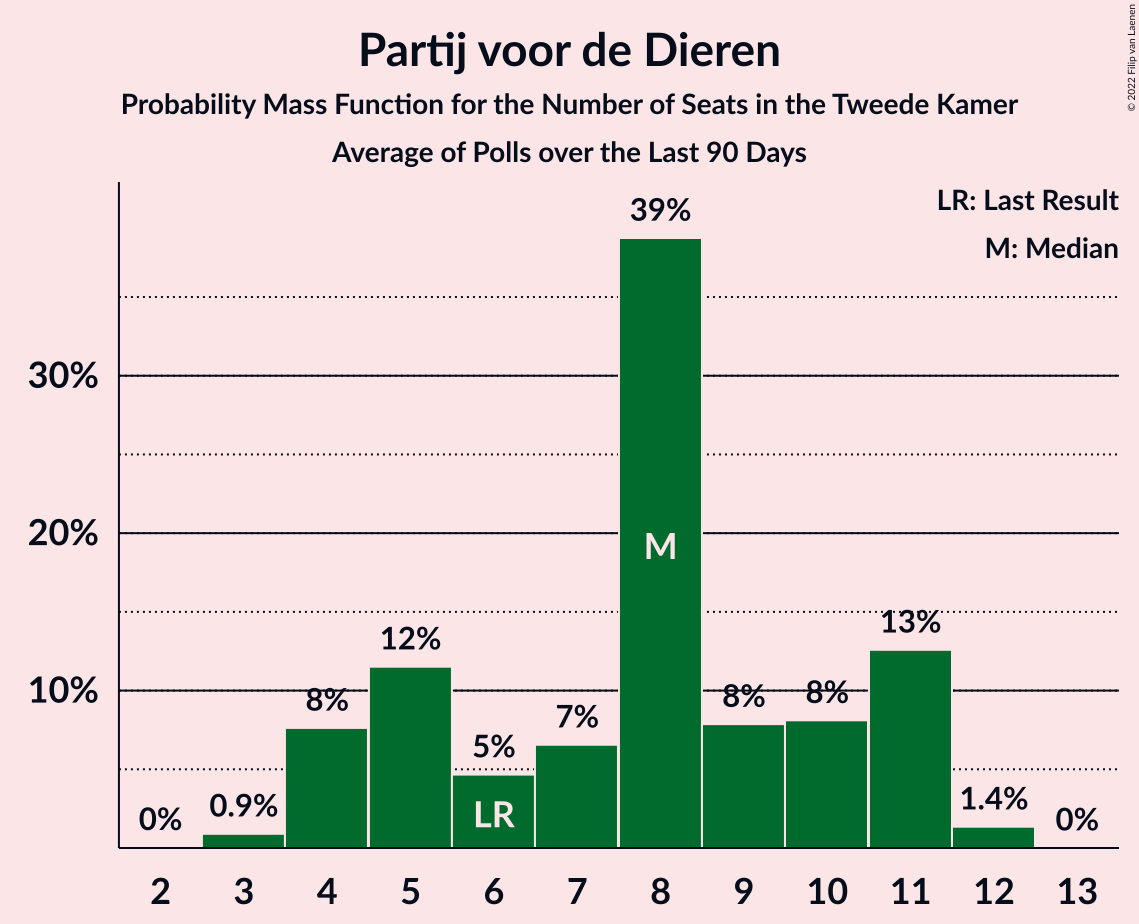 Partij voor de Dieren
Probability Mass Function for the Number of Seats in the Tweede Kamer
Average of Polls over the Last 90 Days
© 2022 Filip van Laenen
LR: Last Result
M: Median
39%
30%
20%
10%
0%
0.9%
8%
12%
5%
7%
8%
8%
13%
1.4%
0%
M
LR
2 3 4 5 6 7 8 9 10 11 12 13